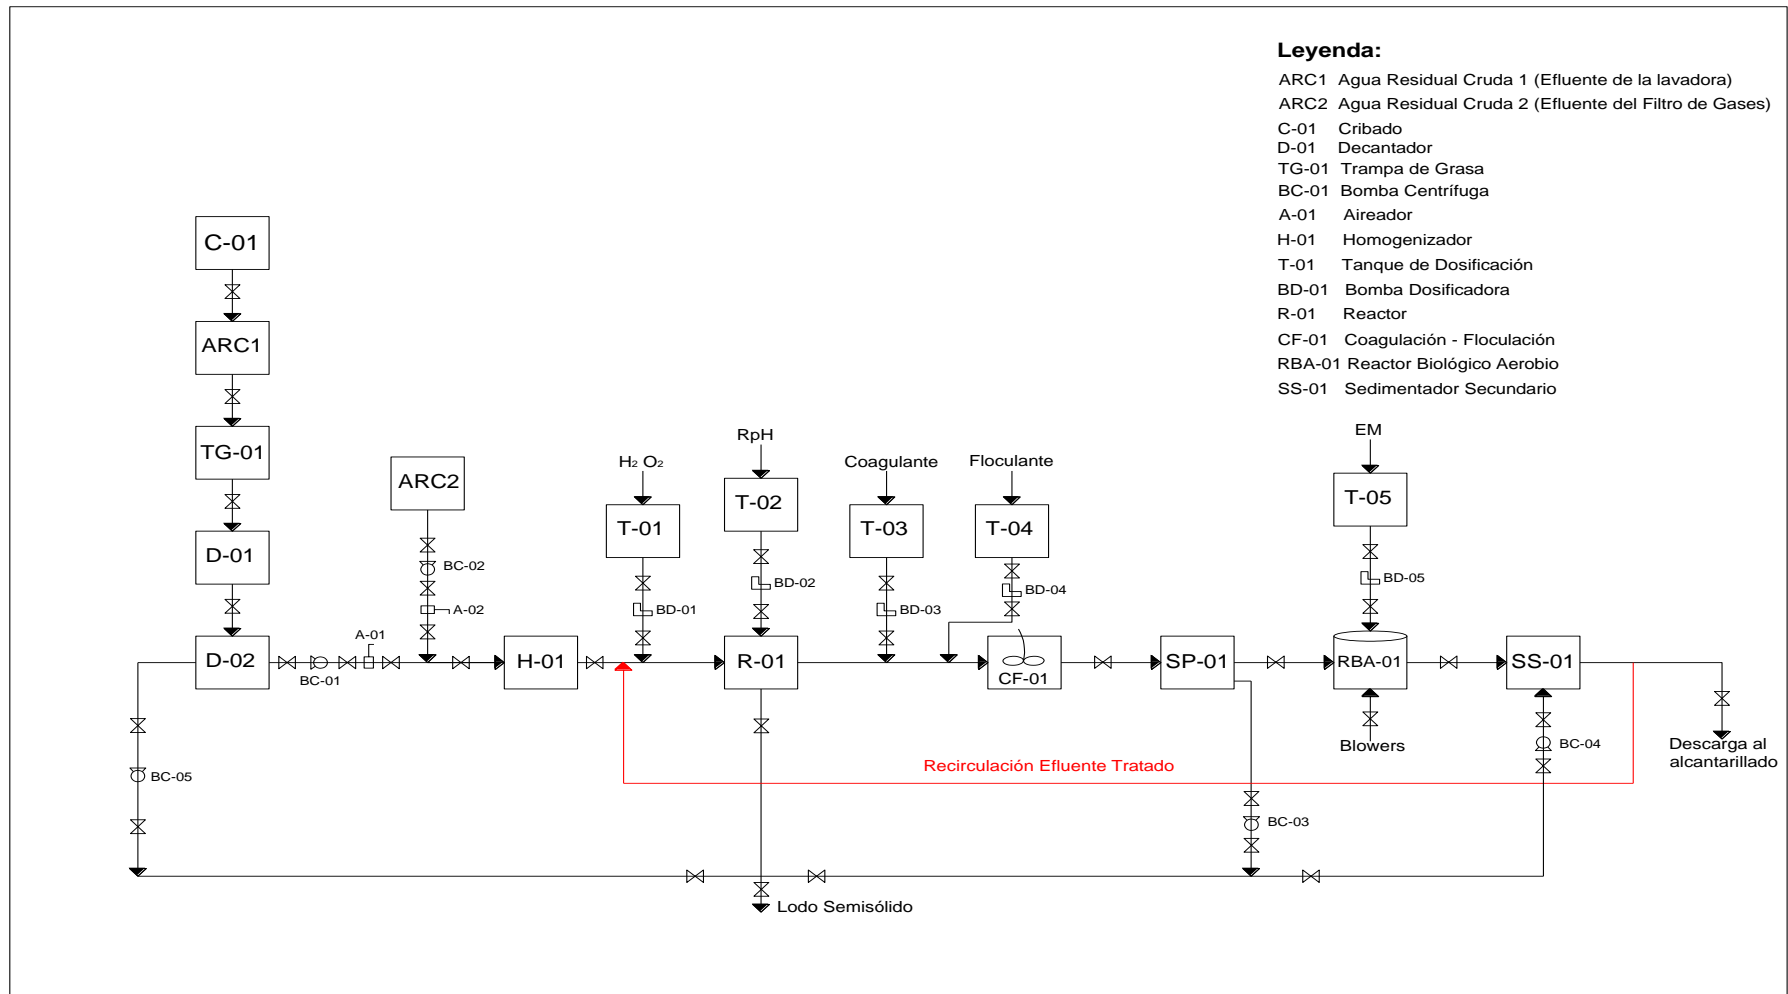 Leyenda:
ARC1 Agua Residual Cruda 1 (Efluente de la lavadora)
ARC2 Agua Residual Cruda 2 (Efluente del Filtro de Gases)
C-01 Cribado
D-01 Decantador
TG-01 Trampa de Grasa
BC-01 Bomba Centrífuga
A-01 Aireador
H-01 Homogenizador
T-01 Tanque de Dosificación
BD-01 Bomba Dosificadora
R-01 Reactor
CF-01 Coagulación - Floculación
RBA-01 Reactor Biológico Aerobio
SS-01 Sedimentador Secundario
C-01
ARC1
TG-01
D-01
D-02
BC-05
BC-01
A-01
ARC2
BC-02
A-02
H-01
H₂ O₂
T-01
BD-01
RpH
T-02
BD-02
R-01
Coagulante
T-03
BD-03
Floculante
T-04
BD-04
CF-01
SP-01
EM
T-05
BD-05
RBA-01
Blowers
SS-01
BC-04
Descarga al
alcantarillado
Recirculación Efluente Tratado
BC-03
Lodo Semisólido